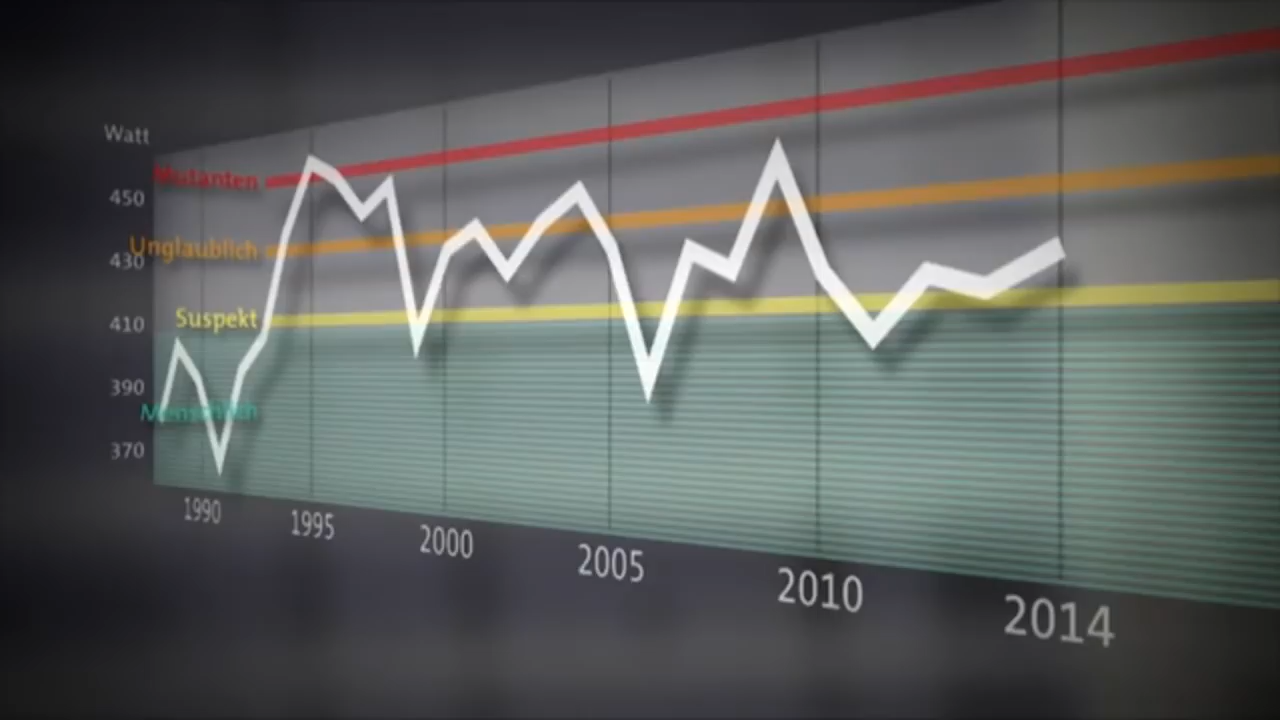 Watt
Mutanten
450
Unglaublich
430
Suspekt
410
390
Menschlich
370
1990
1995
2000
2005
2010
2014